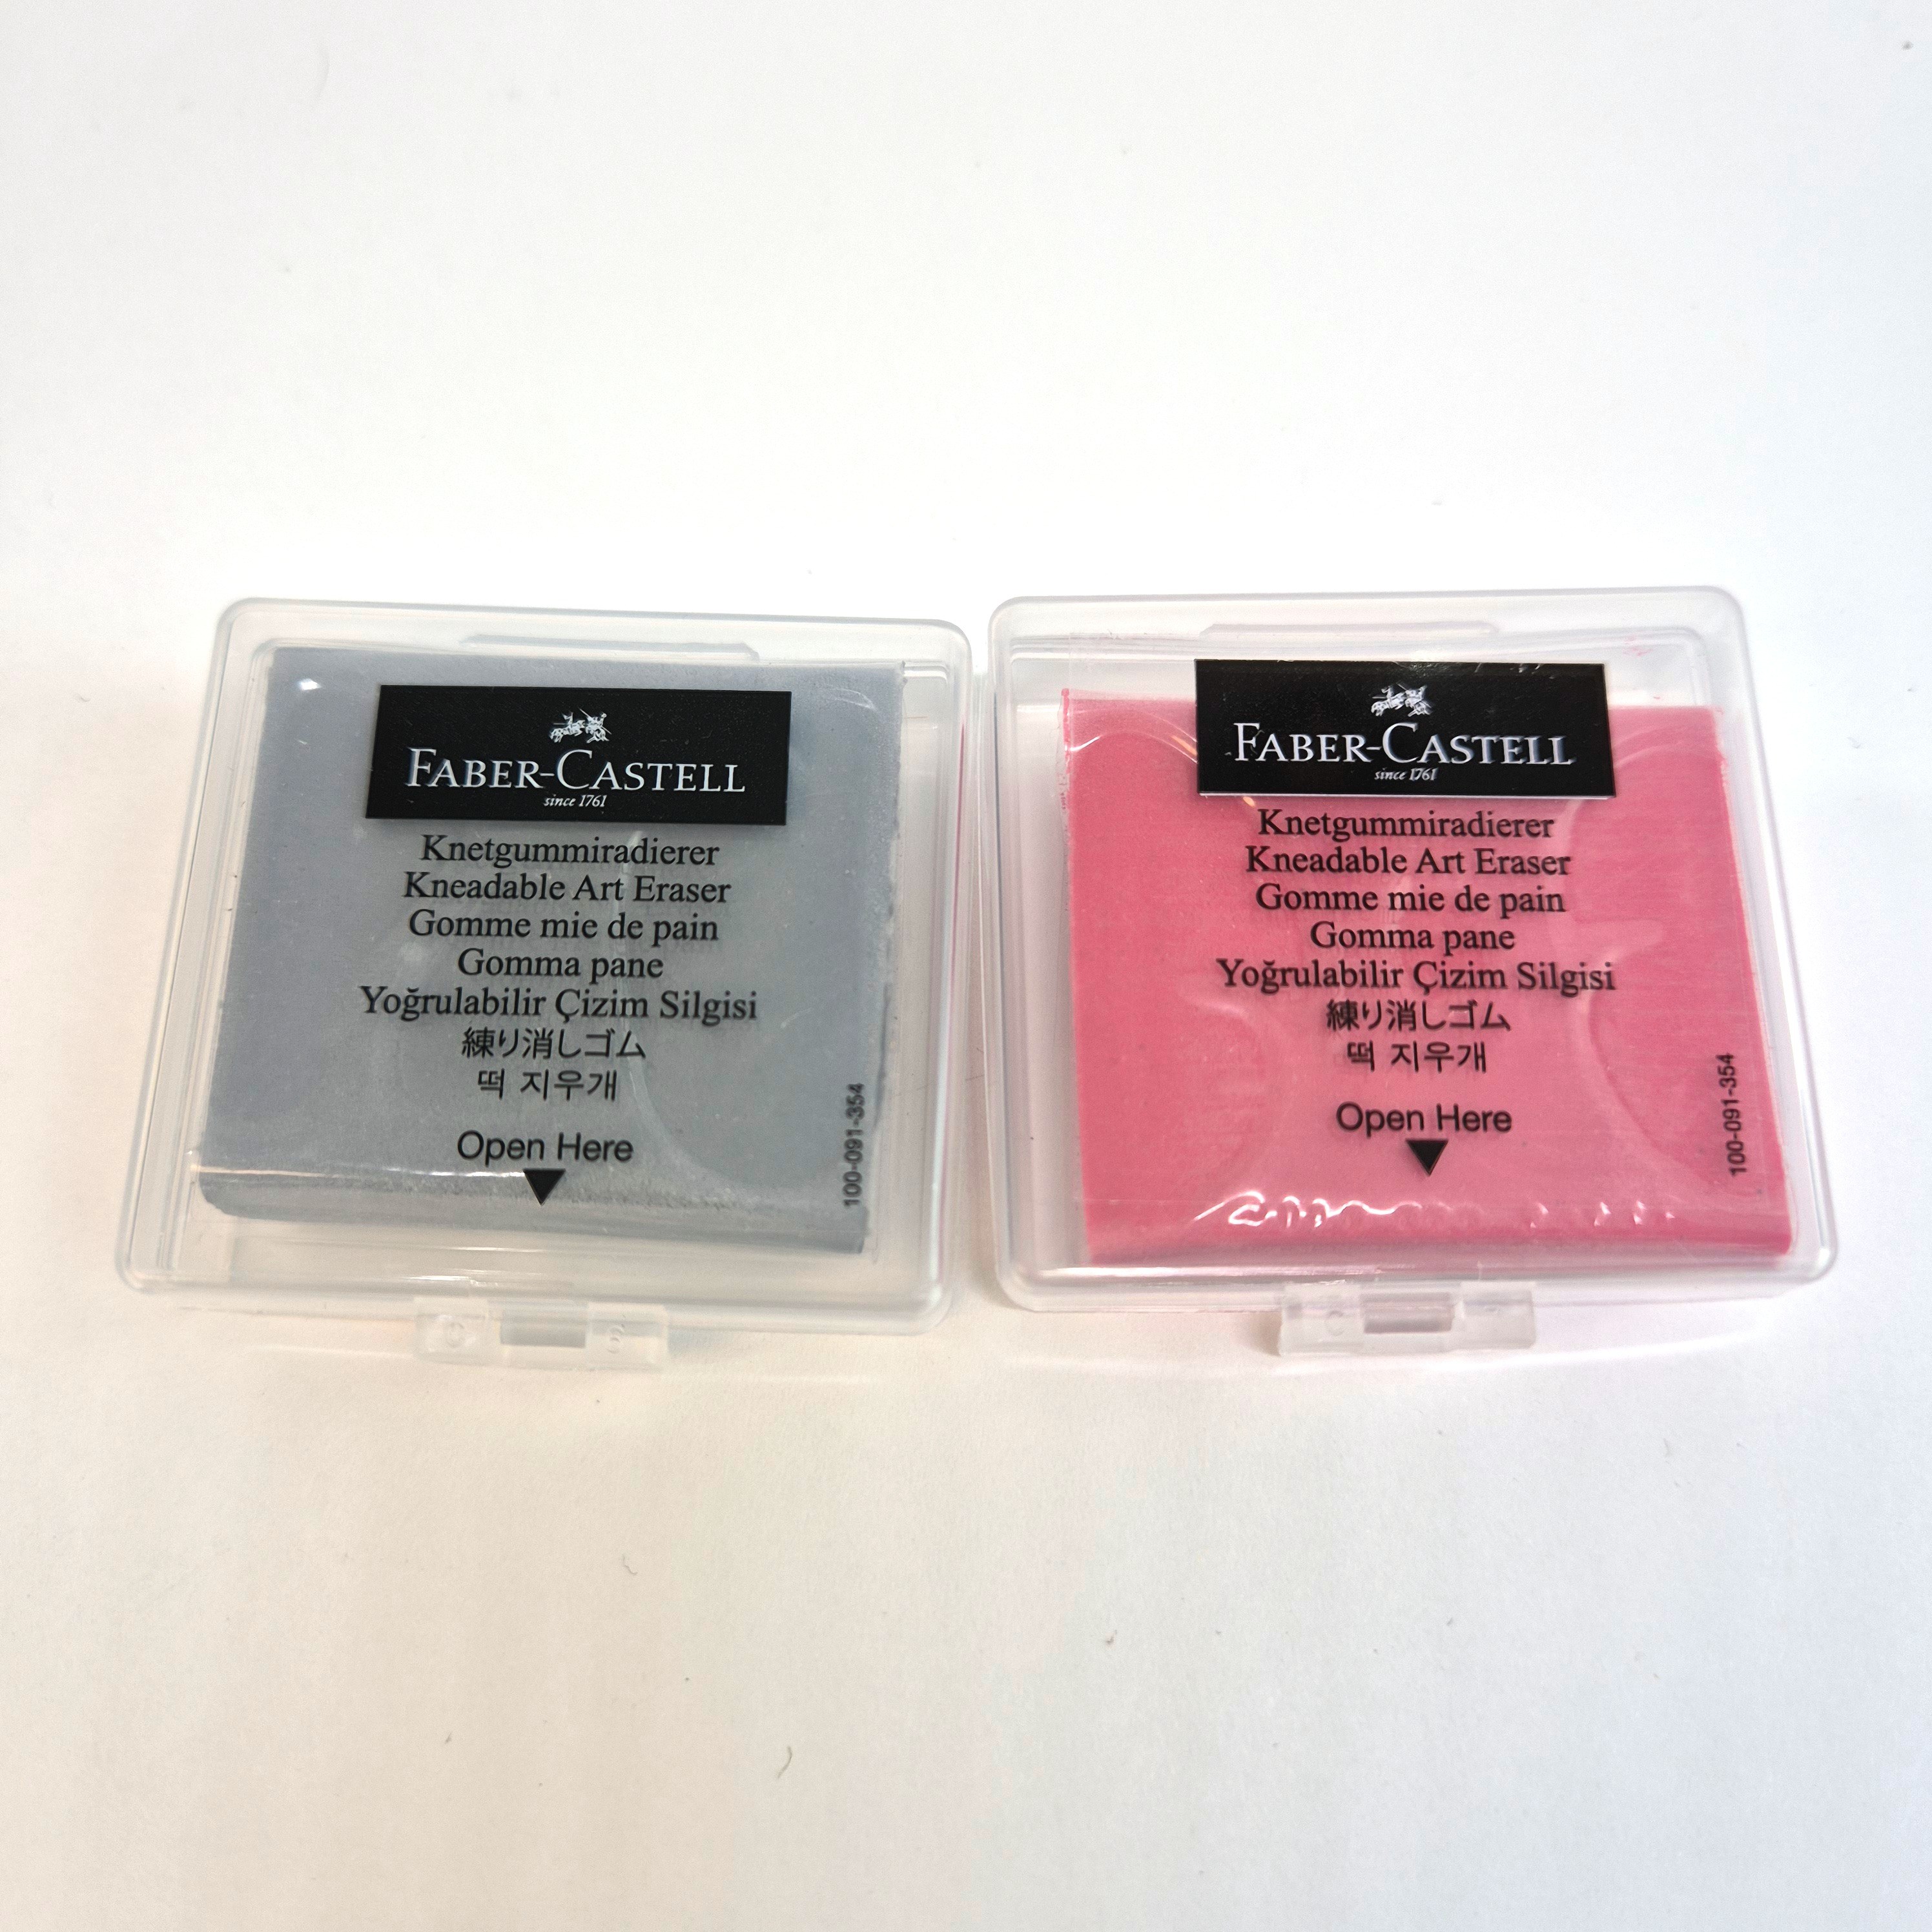 FABER-CASTELL
since 1761
Knetgummiradierer
Kneadable Art Eraser
Gomme mie de pain
Gomma pane
Yoğrulabilir Çizim Silgisi
練り消しゴム
떡 지우개
Open Here
100-091-354
FABER-CASTELL
since 1761
Knetgummiradierer
Kneadable Art Eraser
Gomme mie de pain
Gomma pane
Yoğrulabilir Çizim Silgisi
練り消しゴム
떡 지우개
Open Here
100-091-354